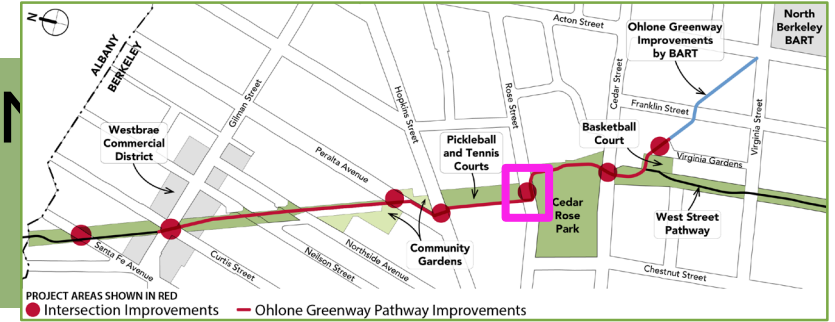 N
N
ALBANY
BERKELEY
Acton Street
North
Berkeley
BART
Ohlone Greenway
Improvements
by BART
Gilman Street
Hopkins Street
Rose Street
Cedar Street
Franklin Street
Virginia Street
Westbrae
Commercial
District
Peralta Avenue
Pickleball
and Tennis
Courts
Basketball
Court
Virginia Gardens
Cedar
Rose
Park
West Street
Pathway
Community
Gardens
Santa Fe Avenue
Curtis Street
Neilson Street
Northside Avenue
Chestnut Street
PROJECT AREAS SHOWN IN RED
Intersection Improvements
Ohlone Greenway Pathway Improvements